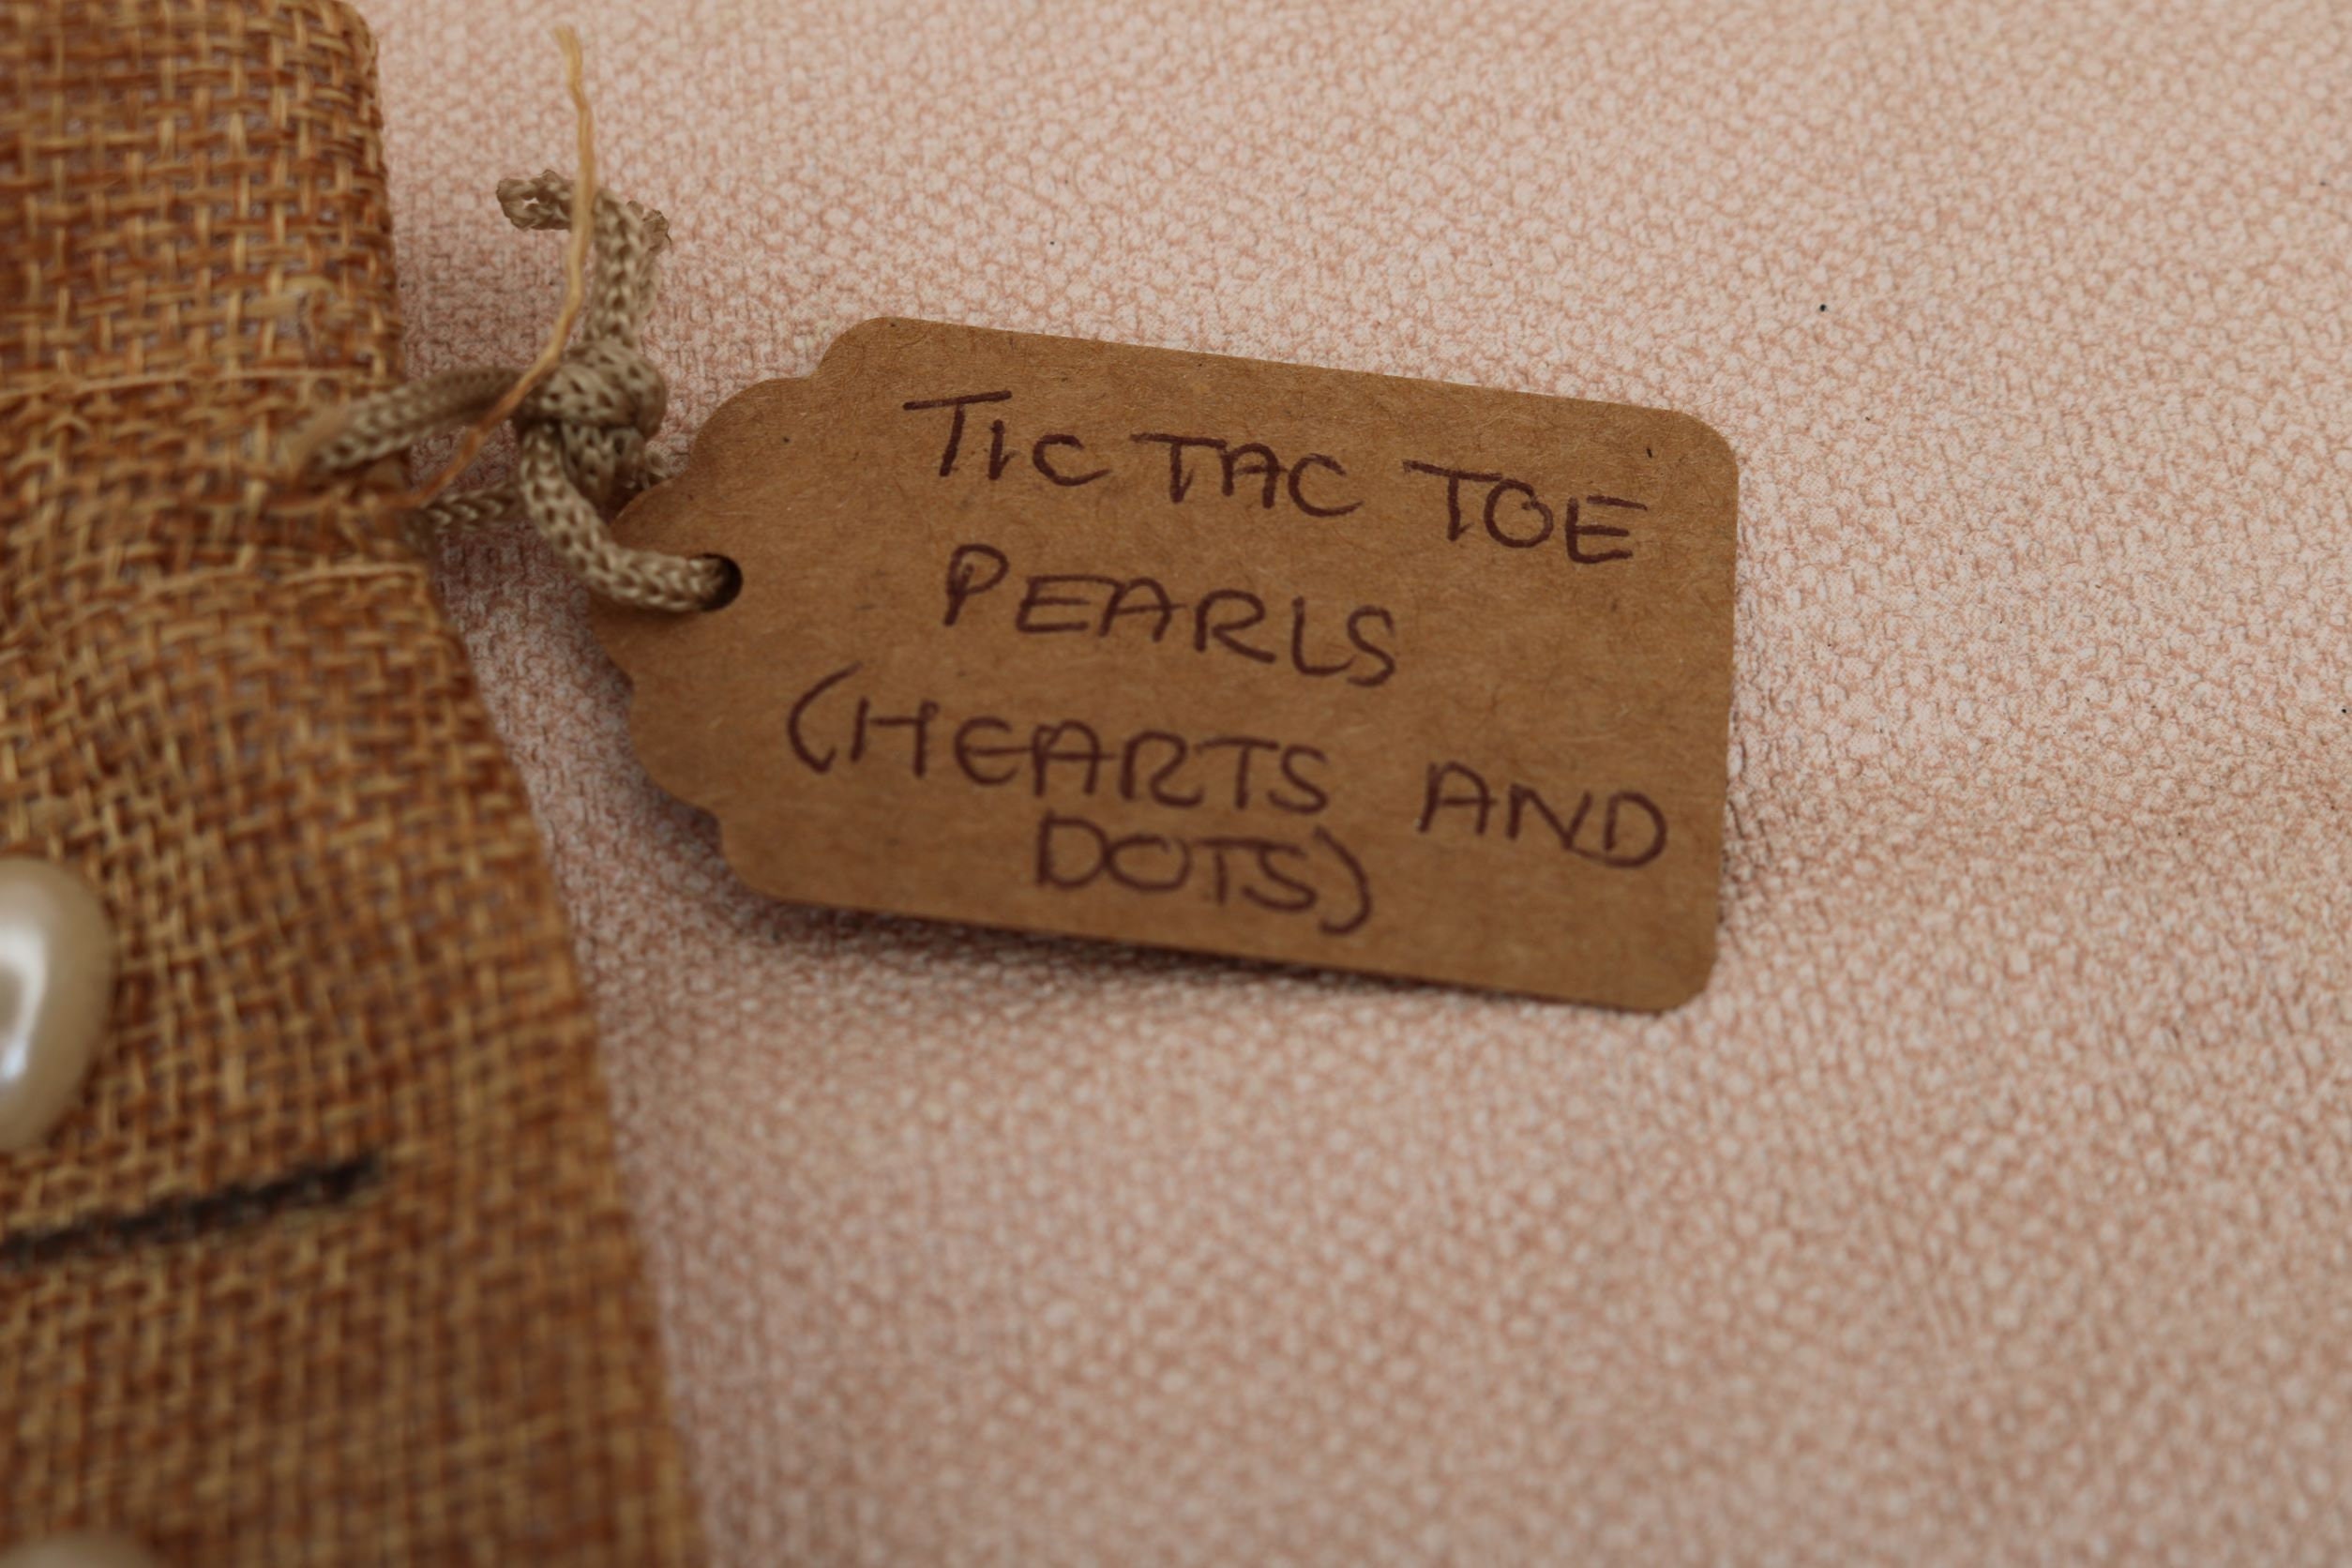 TIC TAC TOE
PEARLS
(HEARTS AND
DOTS)